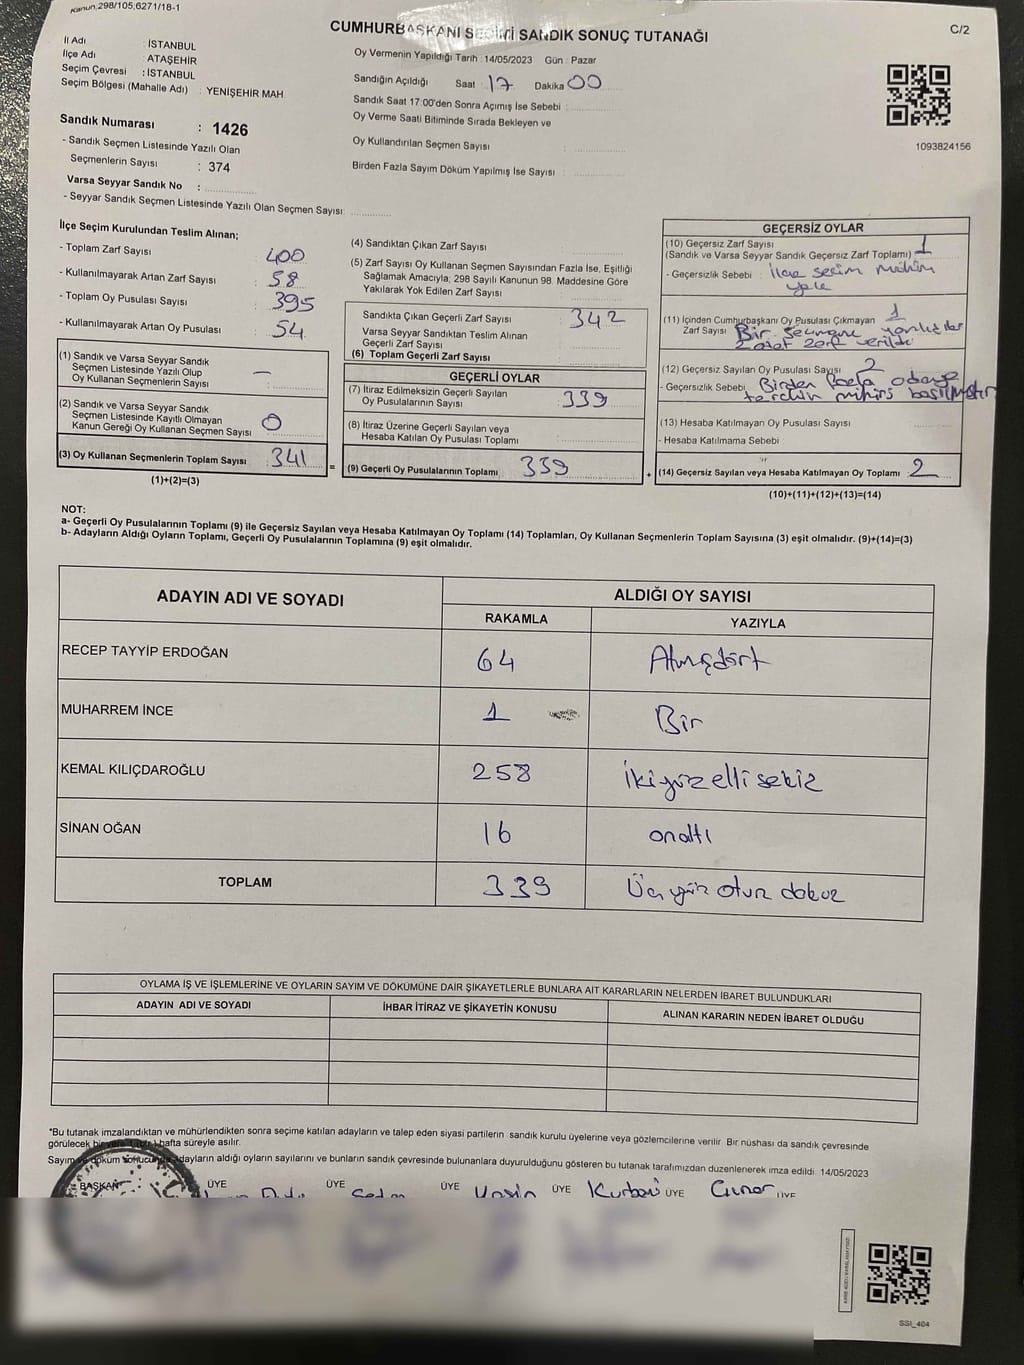 Kanun,298/105,6271/18-1
CUMHURBAŞKANI SEÇİMİ SANDIK SONUÇ TUTANAĞI
C/2
İl Adı : İSTANBUL
İlçe Adı : ATAŞEHİR
Seçim Çevresi : İSTANBUL
Seçim Bölgesi (Mahalle Adı) : YENİŞEHİR MAH.
Oy Vermenin Yapıldığı Tarih : 14/05/2023 Gün : Pazar
Sandığın Açıldığı Saat 17 Dakika 00
Sandık Saat 17:00'den Sonra Açılmış İse Sebebi :
Oy Verme Saati Bitiminde Sırada Bekleyen ve
Oy Kullandırılan Seçmen Sayısı :
Birden Fazla Sayım Döküm Yapılmış İse Sayısı :
1093824156
Sandık Numarası : 1426
- Sandık Seçmen Listesinde Yazılı Olan
Seçmenlerin Sayısı : 374
Varsa Seyyar Sandık No :
- Seyyar Sandık Seçmen Listesinde Yazılı Olan Seçmen Sayısı:
İlçe Seçim Kurulundan Teslim Alınan;
- Toplam Zarf Sayısı : 400
- Kullanılmayarak Artan Zarf Sayısı : 58
- Toplam Oy Pusulası Sayısı : 395
- Kullanılmayarak Artan Oy Pusulası : 54
(1) Sandık ve Varsa Seyyar Sandık
Seçmen Listesinde Yazılı Olup
Oy Kullanan Seçmenlerin Sayısı : —
(2) Sandık ve Varsa Seyyar Sandık
Seçmen Listesinde Kayıtlı Olmayan
Kanun Gereği Oy Kullanan Seçmen Sayısı : 0
(3) Oy Kullanan Seçmenlerin Toplam Sayısı : 341
(1)+(2)=(3)
(4) Sandıktan Çıkan Zarf Sayısı :
(5) Zarf Sayısı Oy Kullanan Seçmen Sayısından Fazla İse, Eşitliği
Sağlamak Amacıyla, 298 Sayılı Kanunun 98. Maddesine Göre
Yakılarak Yok Edilen Zarf Sayısı :
Sandıkta Çıkan Geçerli Zarf Sayısı : 342
Varsa Seyyar Sandıktan Teslim Alınan
Geçerli Zarf Sayısı :
(6) Toplam Geçerli Zarf Sayısı :
GEÇERLİ OYLAR
(7) İtiraz Edilmeksizin Geçerli Sayılan
Oy Pusulalarının Sayısı : 339
(8) İtiraz Üzerine Geçerli Sayılan veya
Hesaba Katılan Oy Pusulası Toplamı :
= (9) Geçerli Oy Pusulalarının Toplamı : 339 +
GEÇERSİZ OYLAR
(10) Geçersiz Zarf Sayısı
(Sandık ve Varsa Seyyar Sandık Geçersiz Zarf Toplamı) : 1
- Geçersizlik Sebebi : İlçe seçim mührü
yok
(11) İçinden Cumhurbaşkanı Oy Pusulası Çıkmayan
Zarf Sayısı : 1
Bir seçmene yanlışlıkla
2 adet zarf verildi
(12) Geçersiz Sayılan Oy Pusulası Sayısı : 2
- Geçersizlik Sebebi : Birden fazla adaya
tercih mührü basılmıştır
(13) Hesaba Katılmayan Oy Pusulası Sayısı :
- Hesaba Katılmama Sebebi :
(14) Geçersiz Sayılan veya Hesaba Katılmayan Oy Toplamı : 2
(10)+(11)+(12)+(13)=(14)
NOT:
a- Geçerli Oy Pusulalarının Toplamı (9) ile Geçersiz Sayılan veya Hesaba Katılmayan Oy Toplamı (14) Toplamları, Oy Kullanan Seçmenlerin Toplam Sayısına (3) eşit olmalıdır. (9)+(14)=(3)
b- Adayların Aldığı Oyların Toplamı, Geçerli Oy Pusulalarının Toplamına (9) eşit olmalıdır.
ADAYIN ADI VE SOYADI
ALDIĞI OY SAYISI
RAKAMLA YAZIYLA
RECEP TAYYİP ERDOĞAN 64 Altmışdört
MUHARREM İNCE 1 Bir
KEMAL KILIÇDAROĞLU 258 İkiyüzellisekiz
SİNAN OĞAN 16 onaltı
TOPLAM 339 Üçyüz otuz dokuz
OYLAMA İŞ VE İŞLEMLERİNE VE OYLARIN SAYIM VE DÖKÜMÜNE DAİR ŞİKAYETLERLE BUNLARA AİT KARARLARIN NELERDEN İBARET BULUNDUKLARI
ADAYIN ADI VE SOYADI İHBAR İTİRAZ VE ŞİKAYETİN KONUSU ALINAN KARARIN NEDEN İBARET OLDUĞU
*Bu tutanak imzalandıktan ve mühürlendikten sonra seçime katılan adayların ve talep eden siyasi partilerin sandık kurulu üyelerine veya gözlemcilerine verilir. Bir nüshası da sandık çevresinde
görülecek bir yere hafta süreyle asılır.
Sayım ve döküm sonucunda adayların aldığı oyların sayılarını ve bunların sandık çevresinde bulunanlara duyurulduğunu gösteren bu tutanak tarafımızdan düzenlenerek imza edildi. 14/05/2023
BAŞKAN ÜYE ÜYE ÜYE ÜYE ÜYE ÜYE
SSI_404